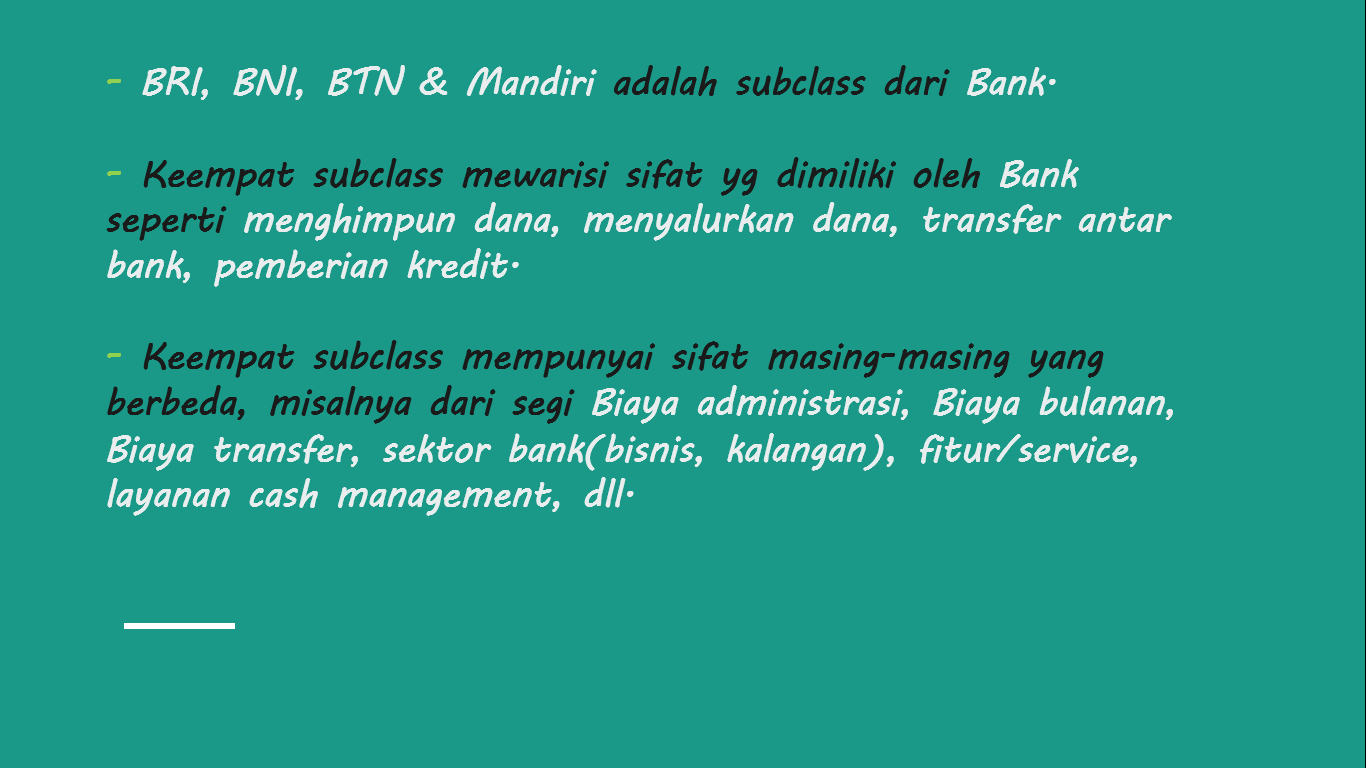 - BRI, BNI, BTN & Mandiri adalah subclass dari Bank.
- Keempat subclass mewarisi sifat yg dimiliki oleh Bank
seperti menghimpun dana, menyalurkan dana, transfer antar
bank, pemberian kredit.
- Keempat subclass mempunyai sifat masing-masing yang
berbeda, misalnya dari segi Biaya administrasi, Biaya bulanan,
Biaya transfer, sektor bank(bisnis, kalangan), fitur/service,
layanan cash management, dll.